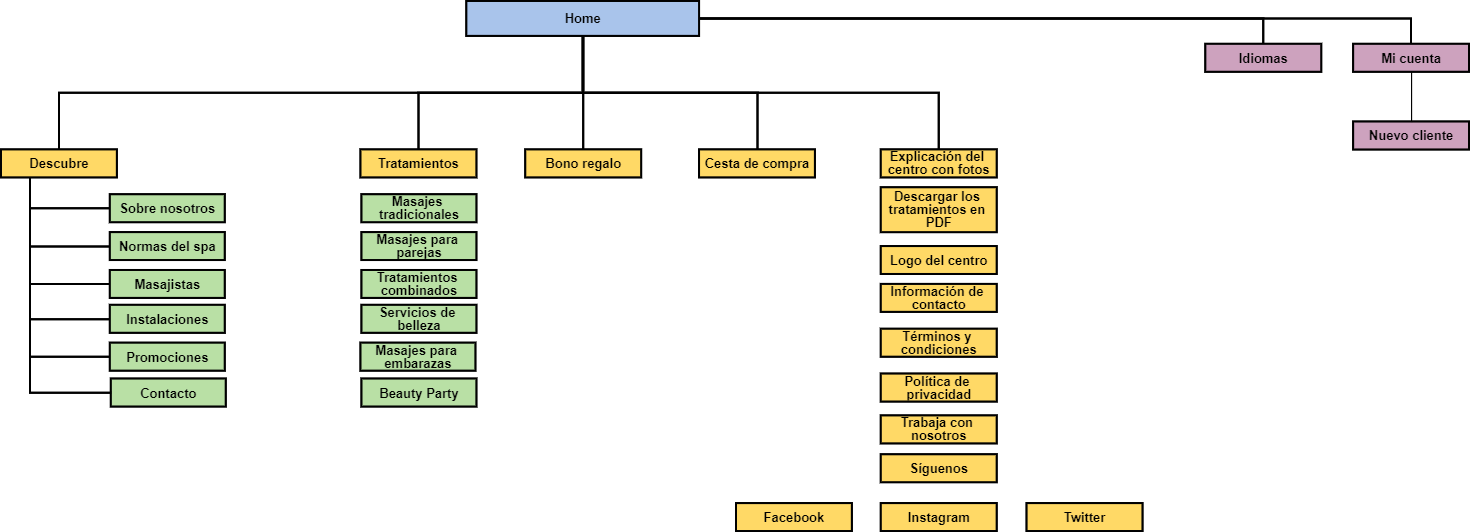 Home
Idiomas
Mi cuenta
Nuevo cliente
Descubre
Tratamientos
Bono regalo
Cesta de compra
Explicación del
centro con fotos
Sobre nosotros
Normas del spa
Masajistas
Instalaciones
Promociones
Contacto
Masajes
tradicionales
Masajes para
parejas
Tratamientos
combinados
Servicios de
belleza
Masajes para
embarazas
Beauty Party
Descargar los
tratamientos en
PDF
Logo del centro
Información de
contacto
Términos y
condiciones
Política de
privacidad
Trabaja con
nosotros
Síguenos
Facebook
Instagram
Twitter